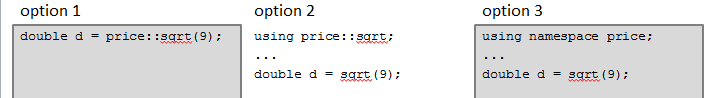 option 1
double d = price::sqrt(9);
option 2
using price::sqrt;
...
double d = sqrt(9);
option 3
using namespace price;
...
double d = sqrt(9);